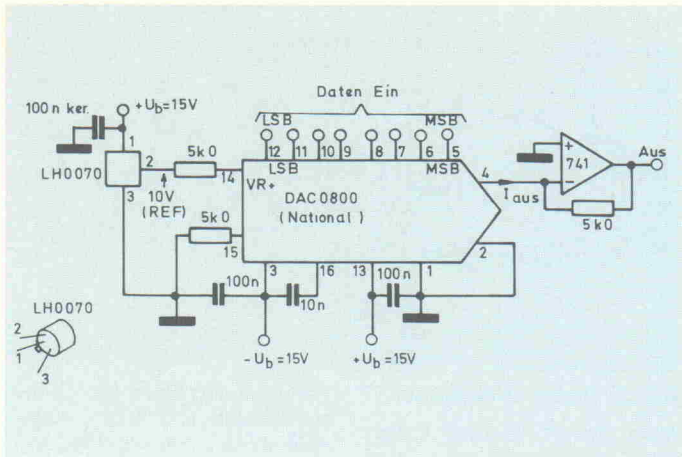 Daten Ein
LSB MSB
100 n ker. +Ub=15V
12 11 10 9 8 7 6 5
LSB MSB
1
LH0070
2
5k0
14
VR+
3
10V
(REF)
DAC0800
(National)
4
I aus
+
741
-
Aus
5k0
5k0
15
2
3 16 13 1
100n
10n
100n
-Ub=15V
+Ub=15V
LH0070
2
1
3